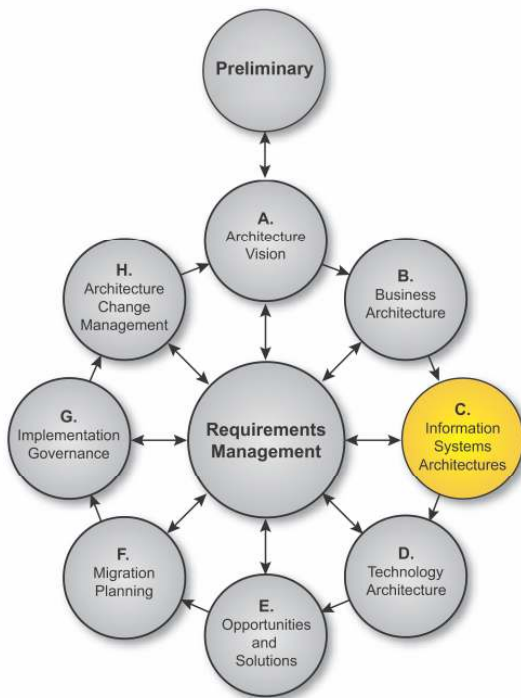 Preliminary
A.
Architecture
Vision
B.
Business
Architecture
C.
Information
Systems
Architectures
D.
Technology
Architecture
E.
Opportunities
and
Solutions
F.
Migration
Planning
G.
Implementation
Governance
H.
Architecture
Change
Management
Requirements
Management